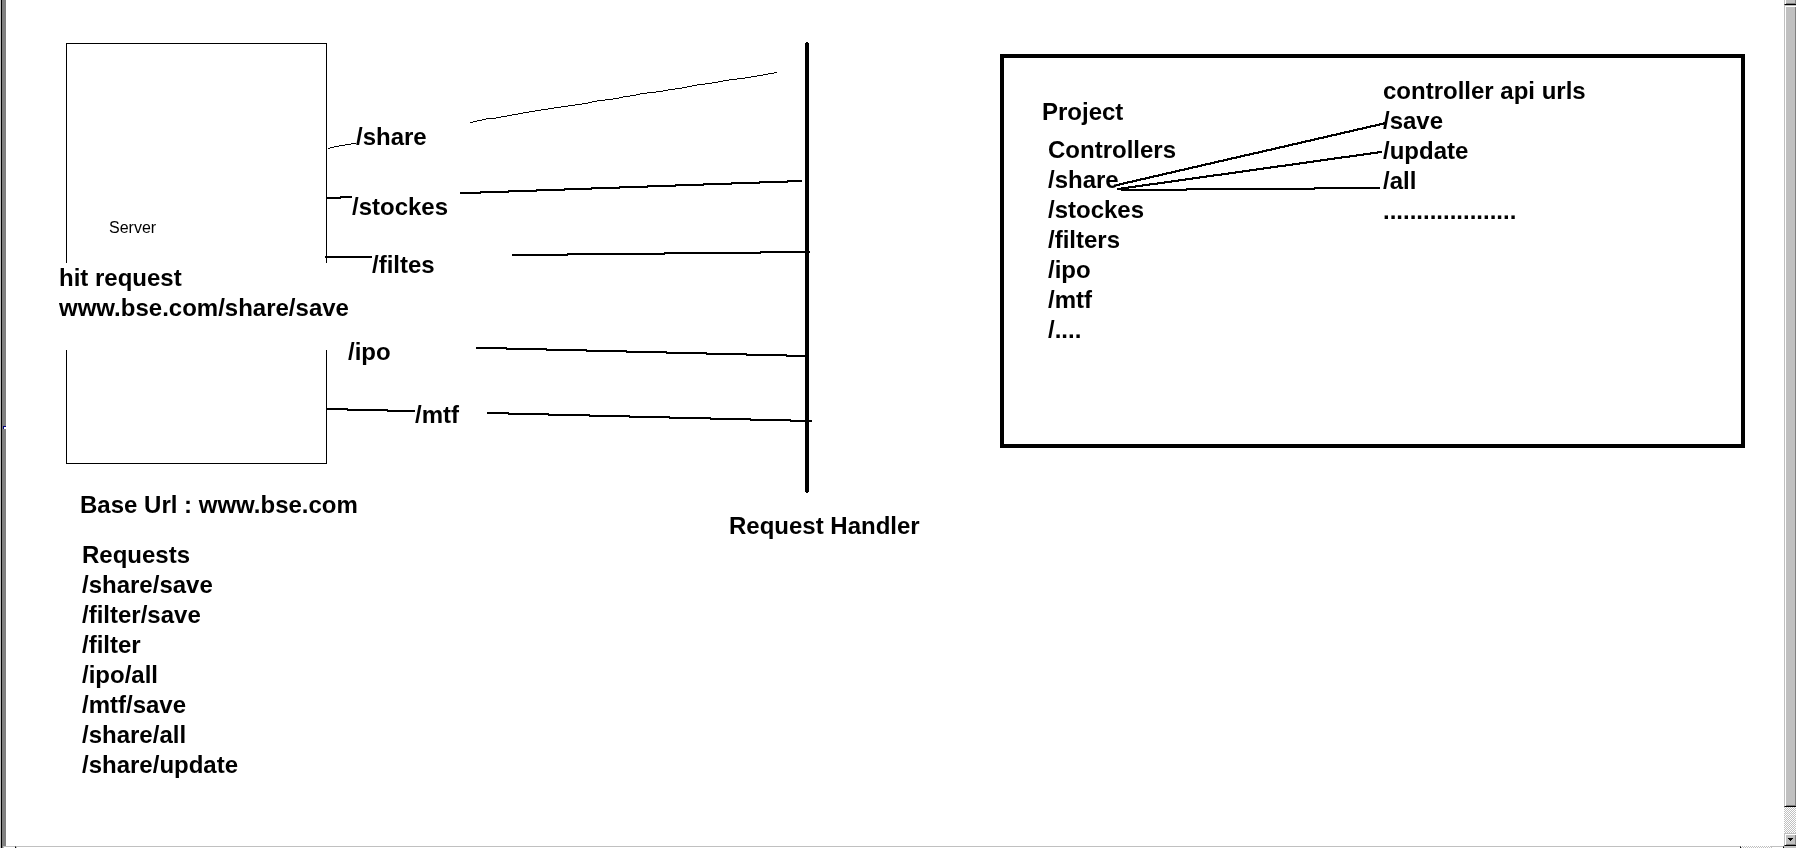 /share
/stockes
Server
/filtes
hit request
www.bse.com/share/save
/ipo
/mtf
Base Url : www.bse.com
Request Handler
Requests
/share/save
/filter/save
/filter
/ipo/all
/mtf/save
/share/all
/share/update
Project
Controllers
/share
/stockes
/filters
/ipo
/mtf
/....
controller api urls
/save
/update
/all
....................